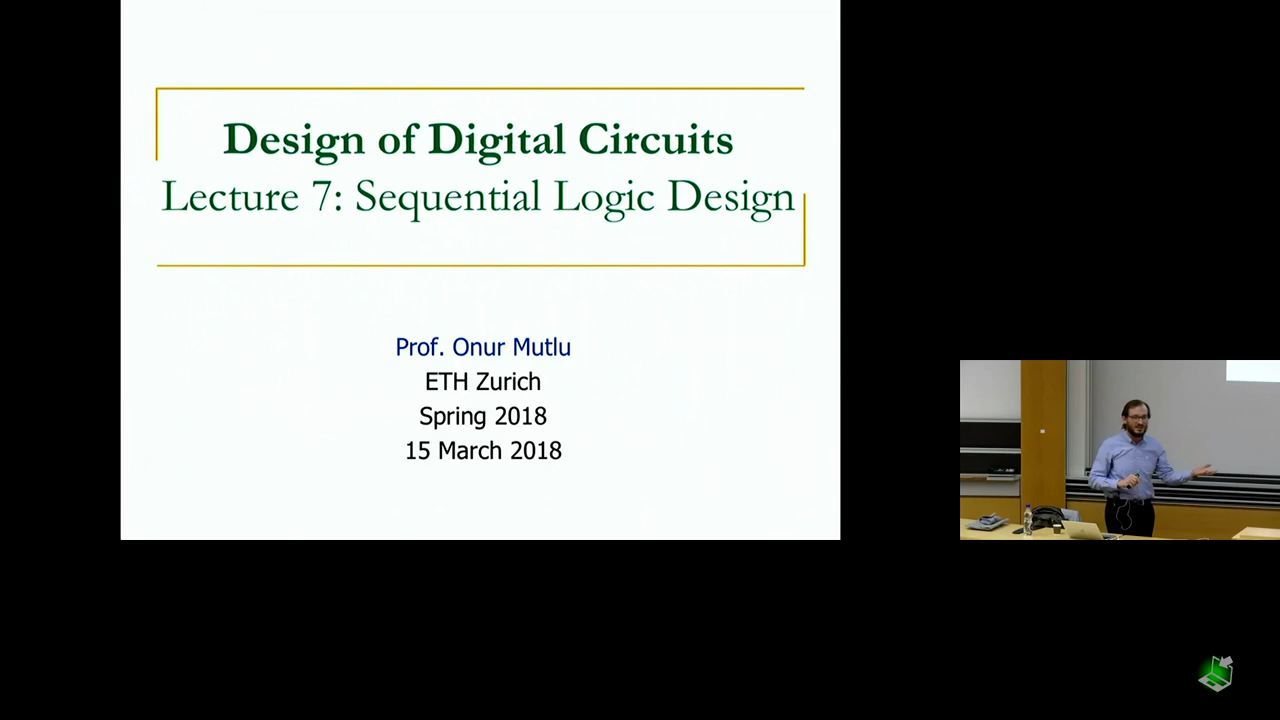 Design of Digital Circuits
Lecture 7: Sequential Logic Design
Prof. Onur Mutlu
ETH Zurich
Spring 2018
15 March 2018